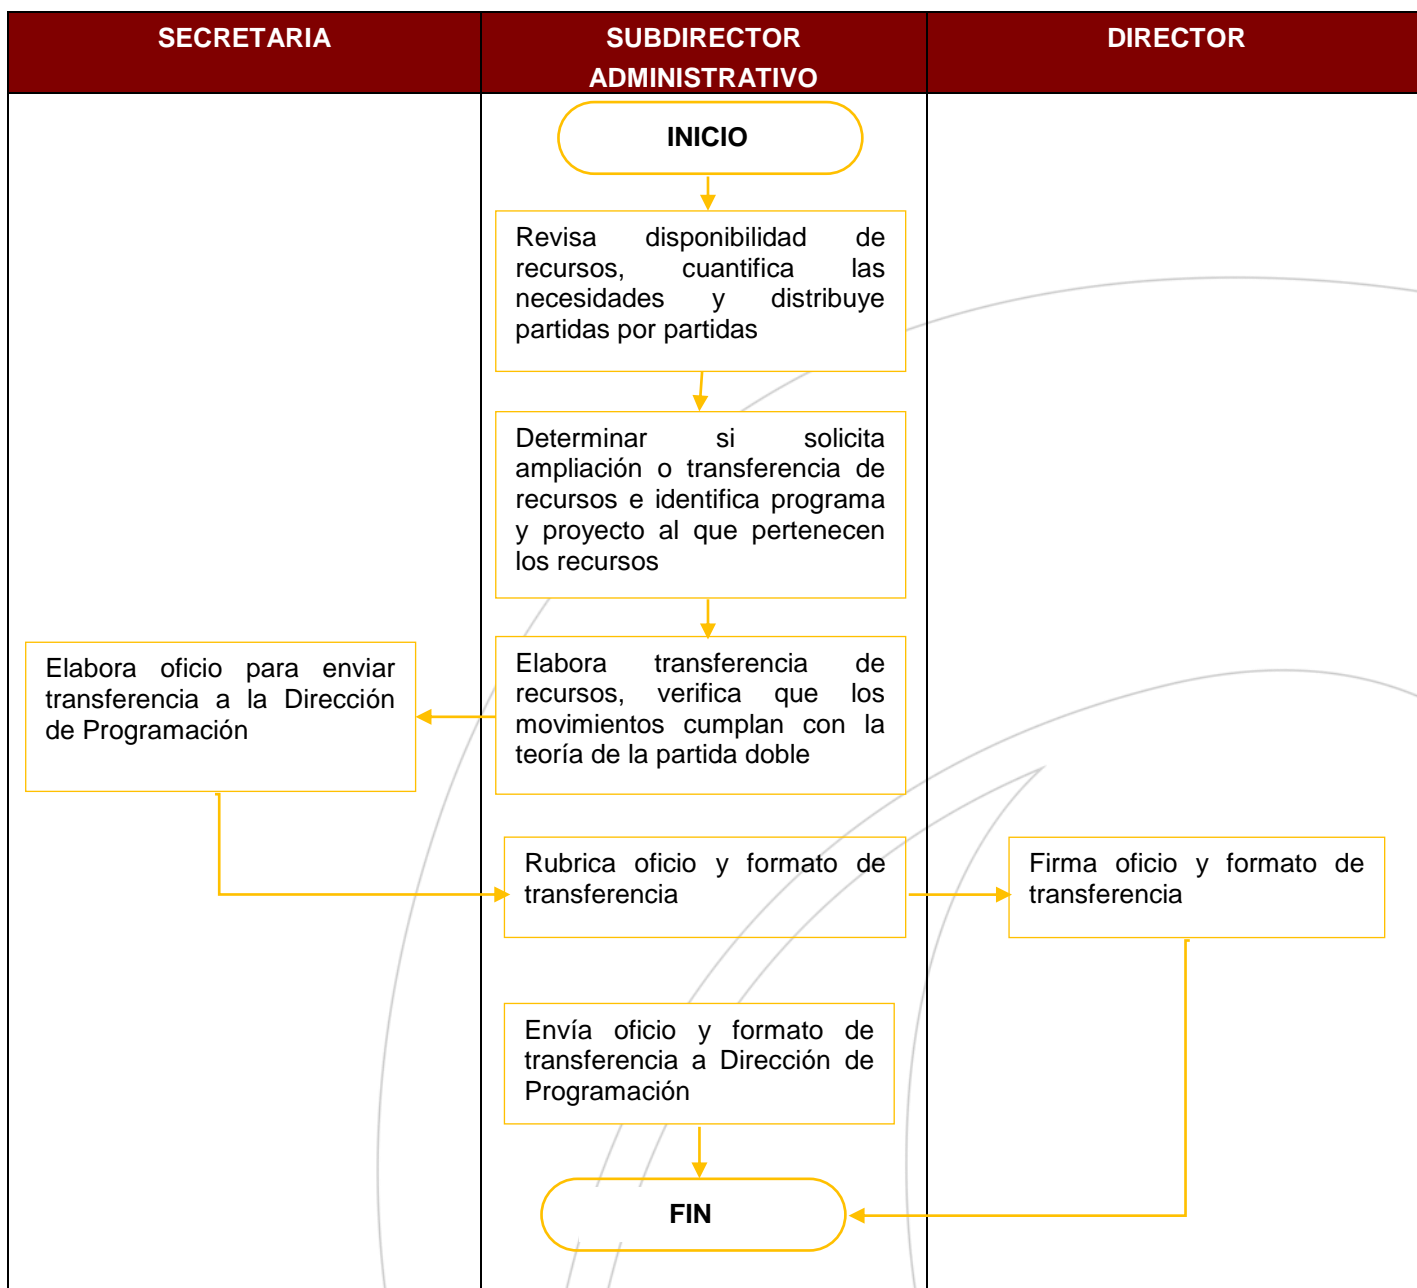 SECRETARIA
SUBDIRECTOR
ADMINISTRATIVO
DIRECTOR
INICIO
Revisa disponibilidad de
recursos, cuantifica las
necesidades y distribuye
partidas por partidas
Determinar si solicita
ampliación o transferencia de
recursos e identifica programa
y proyecto al que pertenecen
los recursos
Elabora transferencia de
recursos, verifica que los
movimientos cumplan con la
teoría de la partida doble
Elabora oficio para enviar
transferencia a la Dirección
de Programación
Rubrica oficio y formato de
transferencia
Firma oficio y formato de
transferencia
Envía oficio y formato de
transferencia a Dirección de
Programación
FIN